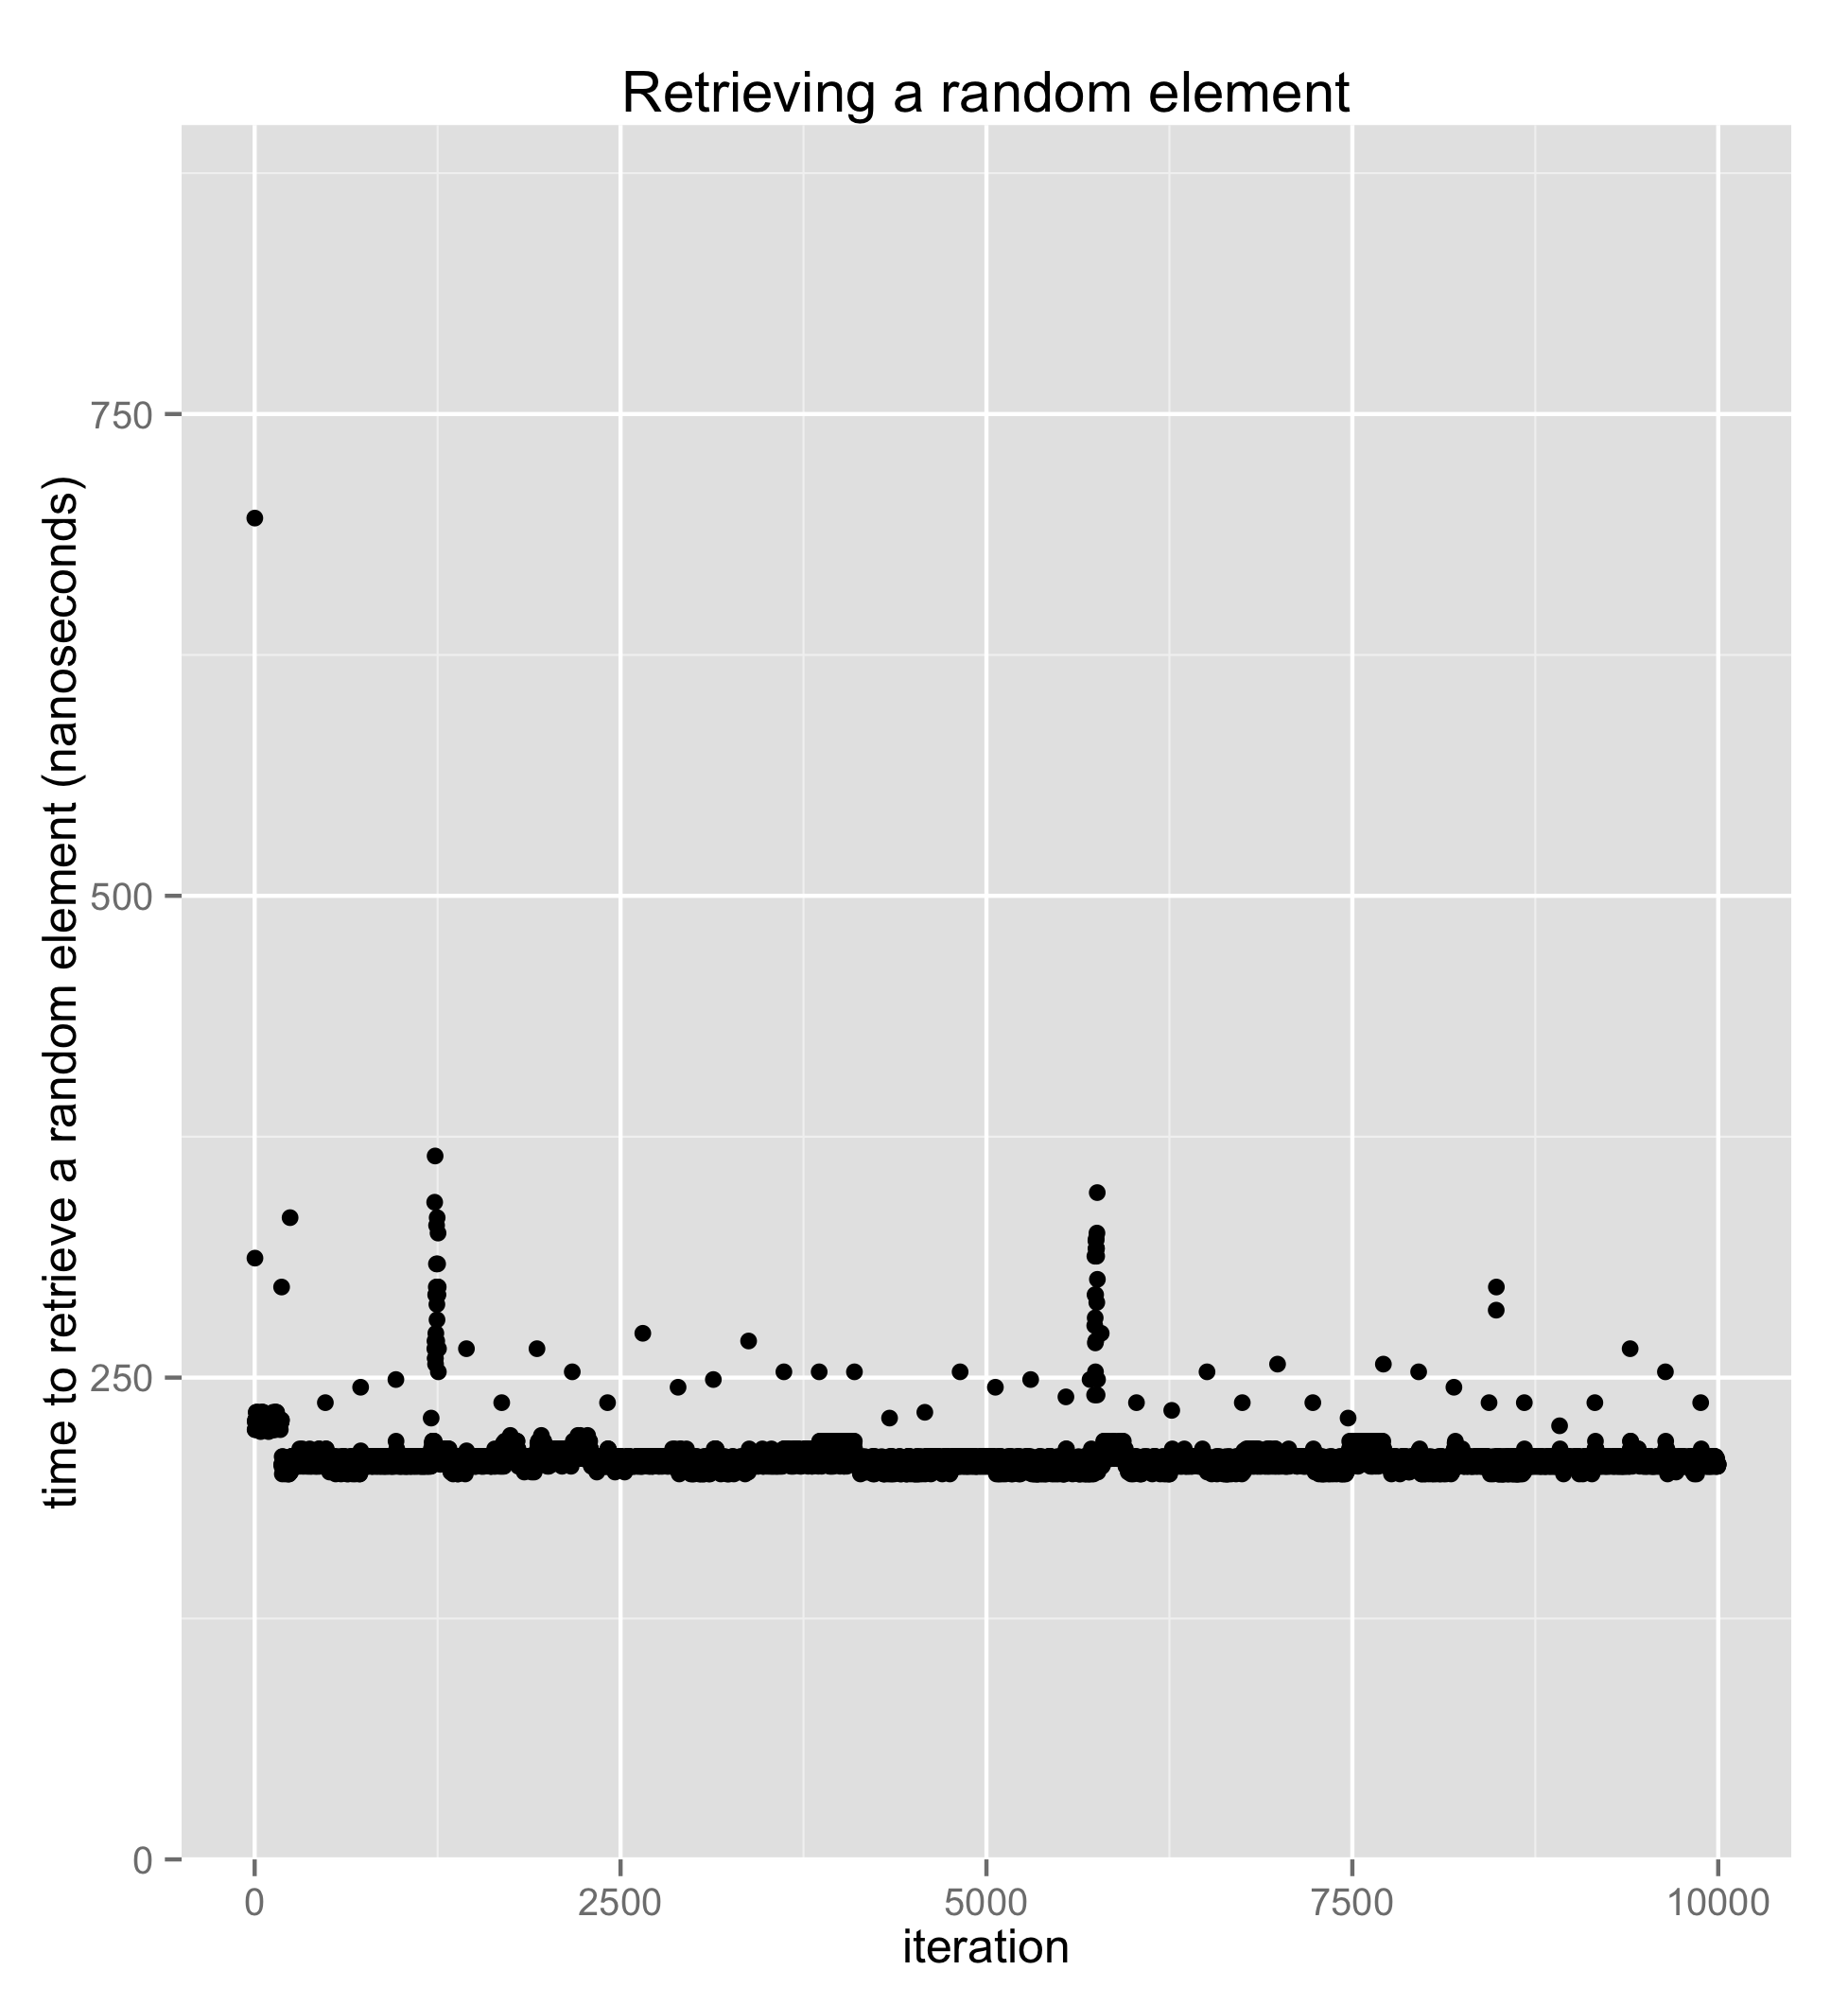 Retrieving a random element
time to retrieve a random element (nanoseconds)
750
500
250
0
0 2500 5000 7500 10000
iteration